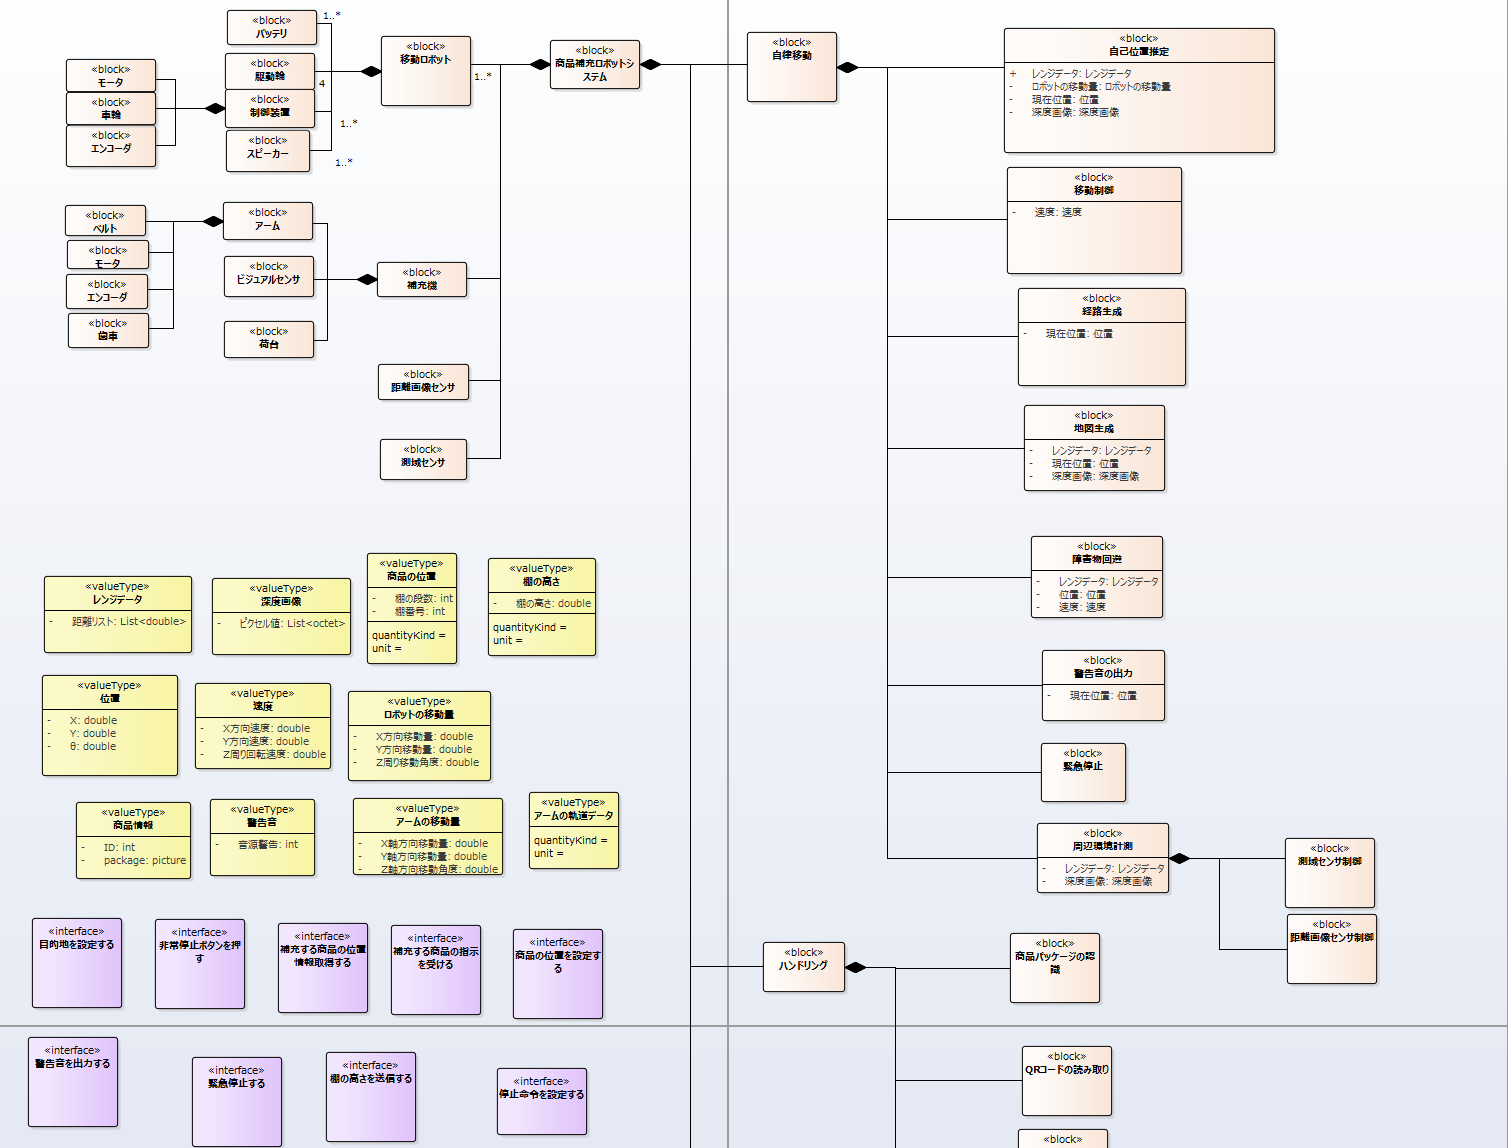 «block»
バッテリ
1..*
«block»
駆動輪
4
«block»
制御装置
1..*
«block»
スピーカー
1..*
«block»
モータ
«block»
車輪
«block»
エンコーダ
«block»
移動ロボット
1..*
«block»
商品補充ロボットシ
ステム
«block»
ベルト
«block»
モータ
«block»
エンコーダ
«block»
歯車
«block»
アーム
«block»
ビジュアルセンサ
«block»
荷台
«block»
補充機
«block»
距離画像センサ
«block»
測域センサ
«block»
自律移動
«block»
自己位置推定
+ レンジデータ: レンジデータ
- ロボットの移動量: ロボットの移動量
- 現在位置: 位置
- 深度画像: 深度画像
«block»
移動制御
- 速度: 速度
«block»
経路生成
- 現在位置: 位置
«block»
地図生成
- レンジデータ: レンジデータ
- 現在位置: 位置
- 深度画像: 深度画像
«block»
障害物回避
- レンジデータ: レンジデータ
- 位置: 位置
- 速度: 速度
«block»
警告音の出力
- 現在位置: 位置
«block»
緊急停止
«block»
周辺環境計測
- レンジデータ: レンジデータ
- 深度画像: 深度画像
«block»
測域センサ制御
«block»
距離画像センサ制御
«block»
ハンドリング
«block»
商品パッケージの認
識
«block»
QRコードの読み取り
«block»
«valueType»
レンジデータ
- 距離リスト: List<double>
«valueType»
深度画像
- ピクセル値: List<octet>
«valueType»
商品の位置
- 棚の段数: int
- 棚番号: int
quantityKind =
unit =
«valueType»
棚の高さ
- 棚の高さ: double
quantityKind =
unit =
«valueType»
位置
- X: double
- Y: double
- θ: double
«valueType»
速度
- X方向速度: double
- Y方向速度: double
- Z周り回転速度: double
«valueType»
ロボットの移動量
- X方向移動量: double
- Y方向移動量: double
- Z周り移動角度: double
«valueType»
商品情報
- ID: int
- package: picture
«valueType»
警告音
- 音源警告: int
«valueType»
アームの移動量
- X軸方向移動量: double
- Y軸方向移動量: double
- Z軸方向移動角度: double
«valueType»
アームの軌道データ
quantityKind =
unit =
«interface»
目的地を設定する
«interface»
非常停止ボタンを押
す
«interface»
補充する商品の位置
情報取得する
«interface»
補充する商品の指示
を受ける
«interface»
商品の位置を設定す
る
«interface»
警告音を出力する
«interface»
緊急停止する
«interface»
棚の高さを送信する
«interface»
停止命令を設定する